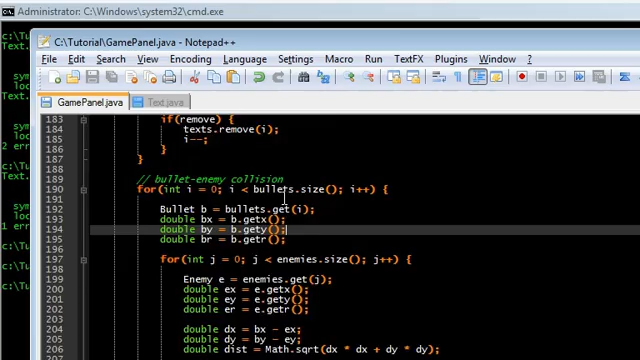 C:\Windows\system32\cmd.exe
C:\Tutorial\GamePanel.java - Notepad++
File Edit Search View Encoding Language Settings Macro Run TextFX Plugins Window ?
GamePanel.java Text.java
183 if(remove) {
184 texts.remove(i);
185 i--;
186 }
187 }
188
189 // bullet-enemy collision
190 for(int i = 0; i < bullets.size(); i++) {
191
192 Bullet b = bullets.get(i);
193 double bx = b.getx();
194 double by = b.gety();
195 double br = b.getr();
196
197 for(int j = 0; j < enemies.size(); j++) {
198
199 Enemy e = enemies.get(j);
200 double ex = e.getx();
201 double ey = e.gety();
202 double er = e.getr();
203
204 double dx = bx - ex;
205 double dy = by - ey;
206 double dist = Math.sqrt(dx * dx + dy * dy);